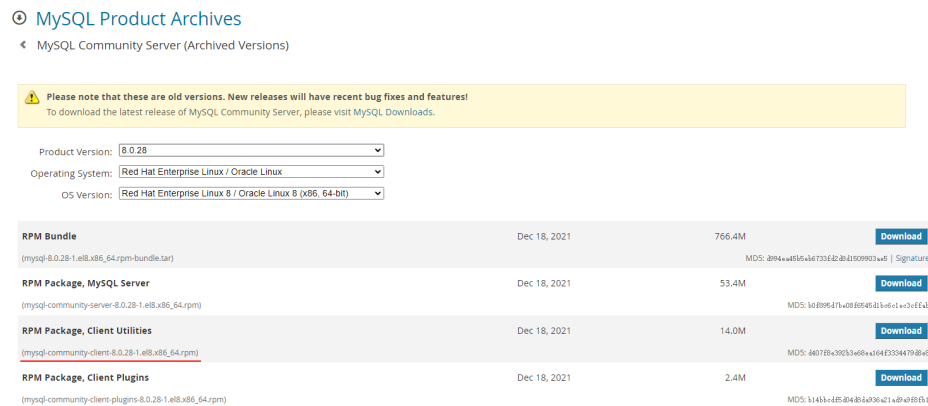 MySQL Product Archives
MySQL Community Server (Archived Versions)
Please note that these are old versions. New releases will have recent bug fixes and features!
To download the latest release of MySQL Community Server, please visit MySQL Downloads.
Product Version: 8.0.28
Operating System: Red Hat Enterprise Linux / Oracle Linux
OS Version: Red Hat Enterprise Linux 8 / Oracle Linux 8 (x86, 64-bit)
RPM Bundle Dec 18, 2021 766.4M Download
(mysql-8.0.28-1.el8.x86_64.rpm-bundle.tar) MD5: | Signature
RPM Package, MySQL Server Dec 18, 2021 53.4M Download
(mysql-community-server-8.0.28-1.el8.x86_64.rpm) MD5:
RPM Package, Client Utilities Dec 18, 2021 14.0M Download
(mysql-community-client-8.0.28-1.el8.x86_64.rpm) MD5:
RPM Package, Client Plugins Dec 18, 2021 2.4M Download
(mysql-community-client-plugins-8.0.28-1.el8.x86_64.rpm) MD5: